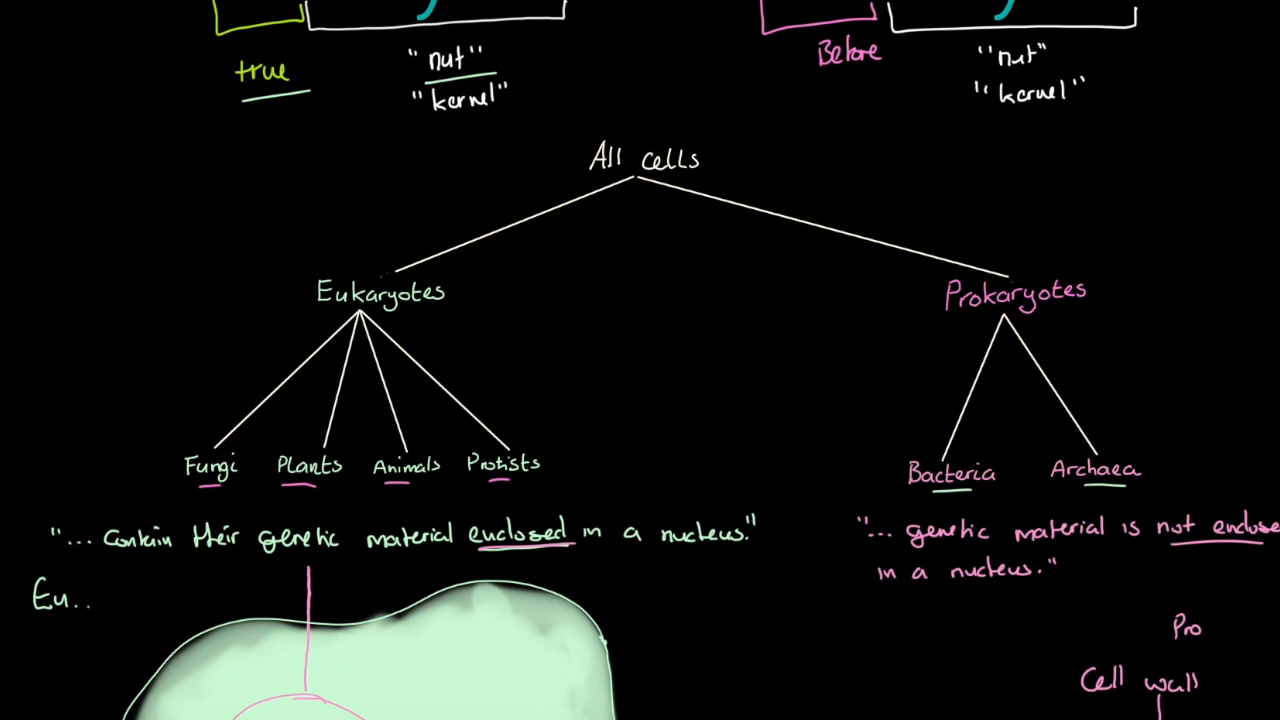 true
"nut"
"kernel"
Before
"nut"
"kernel"
All cells
Eukaryotes
Prokaryotes
Fungi Plants Animals Protists
Bacteria Archaea
"... contain their genetic material enclosed in a nucleus."
"... genetic material is not enclose
in a nucleus."
Eu..
Pro
Cell wall